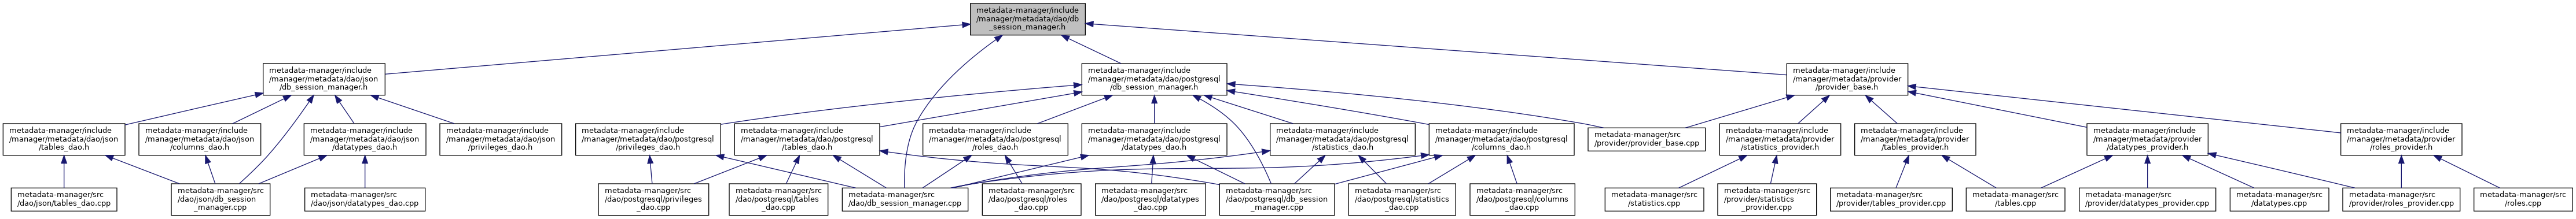 metadata-manager/include
/manager/metadata/dao/db
_session_manager.h
metadata-manager/include
/manager/metadata/dao/json
/db_session_manager.h
metadata-manager/include
/manager/metadata/dao/postgresql
/db_session_manager.h
metadata-manager/include
/manager/metadata/provider
/provider_base.h
metadata-manager/include
/manager/metadata/dao/json
/tables_dao.h
metadata-manager/include
/manager/metadata/dao/json
/columns_dao.h
metadata-manager/include
/manager/metadata/dao/json
/datatypes_dao.h
metadata-manager/include
/manager/metadata/dao/json
/privileges_dao.h
metadata-manager/include
/manager/metadata/dao/postgresql
/privileges_dao.h
metadata-manager/include
/manager/metadata/dao/postgresql
/tables_dao.h
metadata-manager/include
/manager/metadata/dao/postgresql
/roles_dao.h
metadata-manager/include
/manager/metadata/dao/postgresql
/datatypes_dao.h
metadata-manager/include
/manager/metadata/dao/postgresql
/statistics_dao.h
metadata-manager/include
/manager/metadata/dao/postgresql
/columns_dao.h
metadata-manager/src
/provider/provider_base.cpp
metadata-manager/include
/manager/metadata/provider
/statistics_provider.h
metadata-manager/include
/manager/metadata/provider
/tables_provider.h
metadata-manager/include
/manager/metadata/provider
/datatypes_provider.h
metadata-manager/include
/manager/metadata/provider
/roles_provider.h
metadata-manager/src
/dao/json/tables_dao.cpp
metadata-manager/src
/dao/json/db_session
_manager.cpp
metadata-manager/src
/dao/json/datatypes_dao.cpp
metadata-manager/src
/dao/postgresql/privileges
_dao.cpp
metadata-manager/src
/dao/postgresql/tables
_dao.cpp
metadata-manager/src
/dao/db_session_manager.cpp
metadata-manager/src
/dao/postgresql/roles
_dao.cpp
metadata-manager/src
/dao/postgresql/datatypes
_dao.cpp
metadata-manager/src
/dao/postgresql/db_session
_manager.cpp
metadata-manager/src
/dao/postgresql/statistics
_dao.cpp
metadata-manager/src
/dao/postgresql/columns
_dao.cpp
metadata-manager/src
/statistics.cpp
metadata-manager/src
/provider/statistics
_provider.cpp
metadata-manager/src
/provider/tables_provider.cpp
metadata-manager/src
/tables.cpp
metadata-manager/src
/provider/datatypes_provider.cpp
metadata-manager/src
/datatypes.cpp
metadata-manager/src
/provider/roles_provider.cpp
metadata-manager/src
/roles.cpp